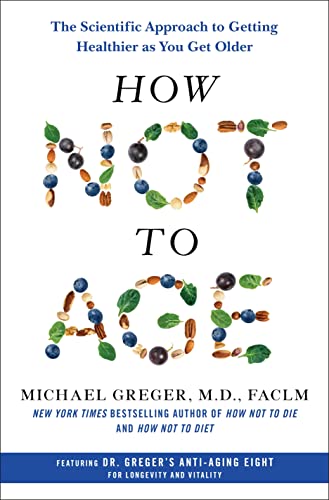 The Scientific Approach to Getting
Healthier as You Get Older
HOW
NOT
TO
AGE
MICHAEL GREGER, M.D., FACLM
NEW YORK TIMES BESTSELLING AUTHOR OF HOW NOT TO DIE
AND HOW NOT TO DIET
FEATURING DR. GREGER'S ANTI-AGING EIGHT
FOR LONGEVITY AND VITALITY